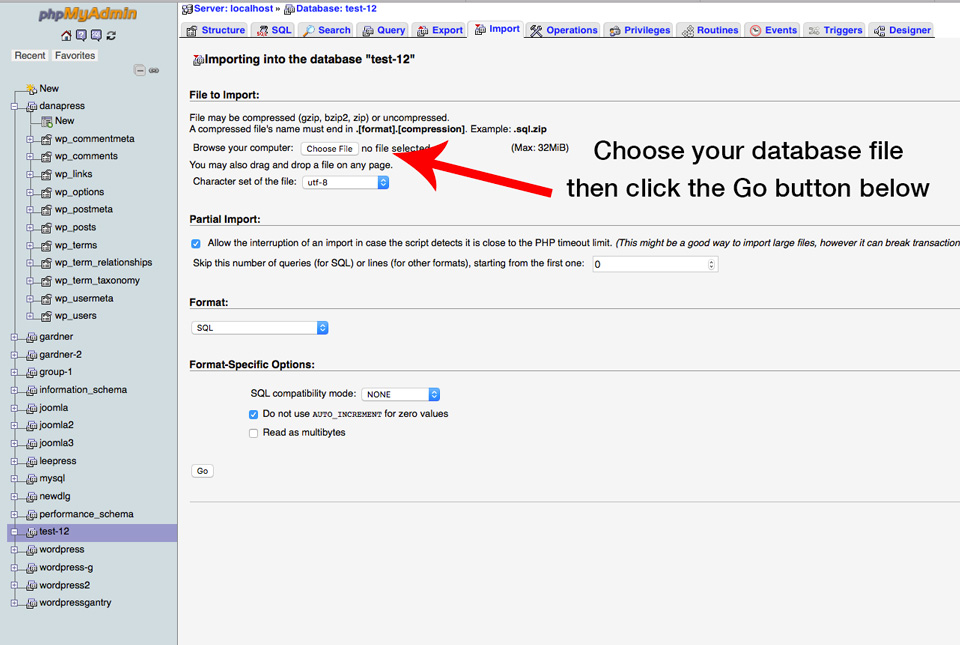 phpMyAdmin
Server: localhost » Database: test-12
Structure SQL Search Query Export Import Operations Privileges Routines Events Triggers Designer
Recent Favorites
New
danapress
New
wp_commentmeta
wp_comments
wp_links
wp_options
wp_postmeta
wp_posts
wp_terms
wp_term_relationships
wp_term_taxonomy
wp_usermeta
wp_users
gardner
gardner-2
group-1
information_schema
joomla
joomla2
joomla3
leepress
mysql
newdlg
performance_schema
test-12
wordpress
wordpress-g
wordpress2
wordpressgantry
Importing into the database "test-12"
File to Import:
File may be compressed (gzip, bzip2, zip) or uncompressed.
A compressed file's name must end in .[format].[compression]. Example: .sql.zip
Browse your computer: Choose File no file selected (Max: 32MiB)
You may also drag and drop a file on any page.
Character set of the file: utf-8
Choose your database file
then click the Go button below
Partial Import:
Allow the interruption of an import in case the script detects it is close to the PHP timeout limit. (This might be a good way to import large files, however it can break transaction
Skip this number of queries (for SQL) or lines (for other formats), starting from the first one: 0
Format:
SQL
Format-Specific Options:
SQL compatibility mode: NONE
Do not use AUTO_INCREMENT for zero values
Read as multibytes
Go